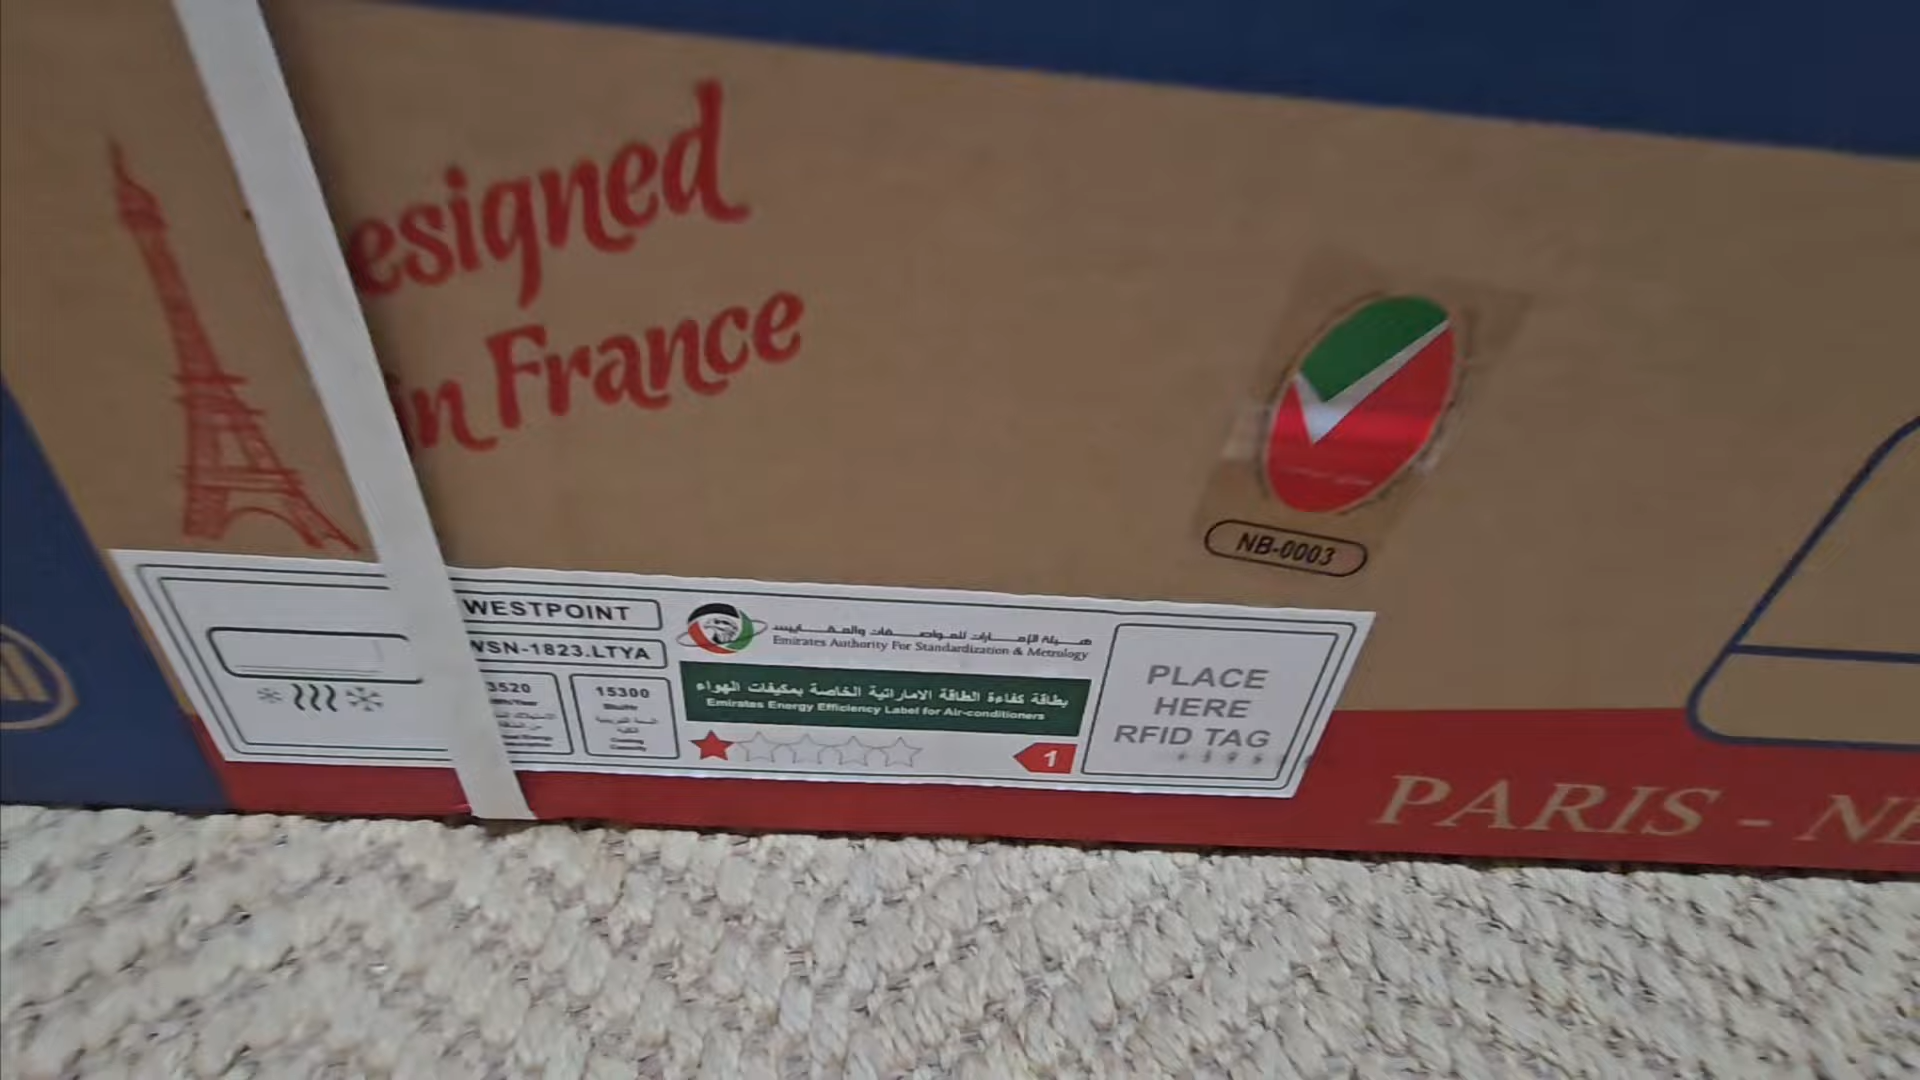 esigned
in France
NB-0003
WESTPOINT
WSN-1823.LTYA
3520
15300
Btu/Hr
هيئة الإمارات للمواصفات والمقاييس
Emirates Authority For Standardization & Metrology
بطاقة كفاءة الطاقة الاماراتية الخاصة بمكيفات الهواء
Emirates Energy Efficiency Label for Air-conditioners
1
PLACE
HERE
RFID TAG
PARIS - NE